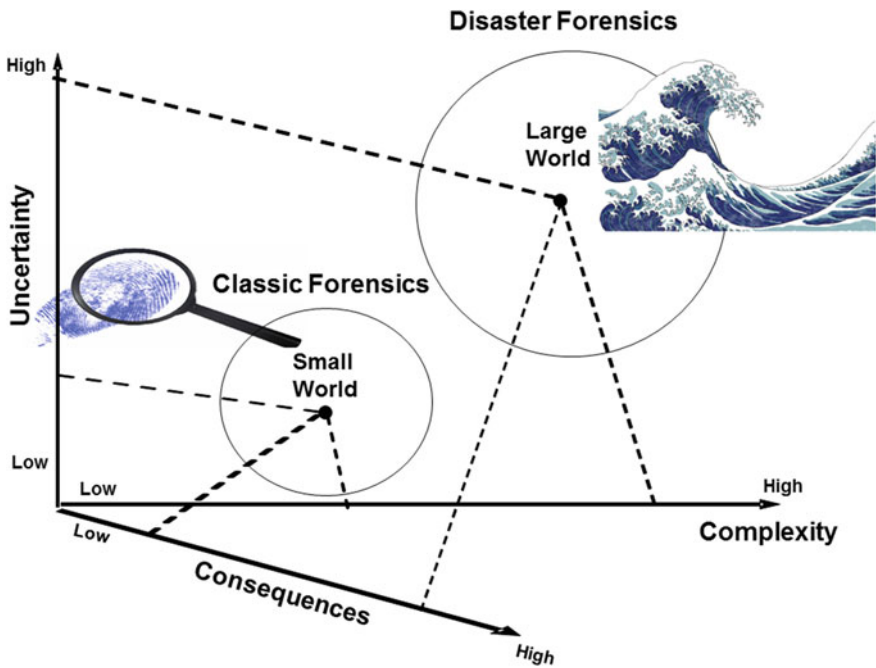 Disaster Forensics
High
Large
World
Uncertainty
Classic Forensics
Small
World
Low
Low
High
Complexity
Low
Consequences
High